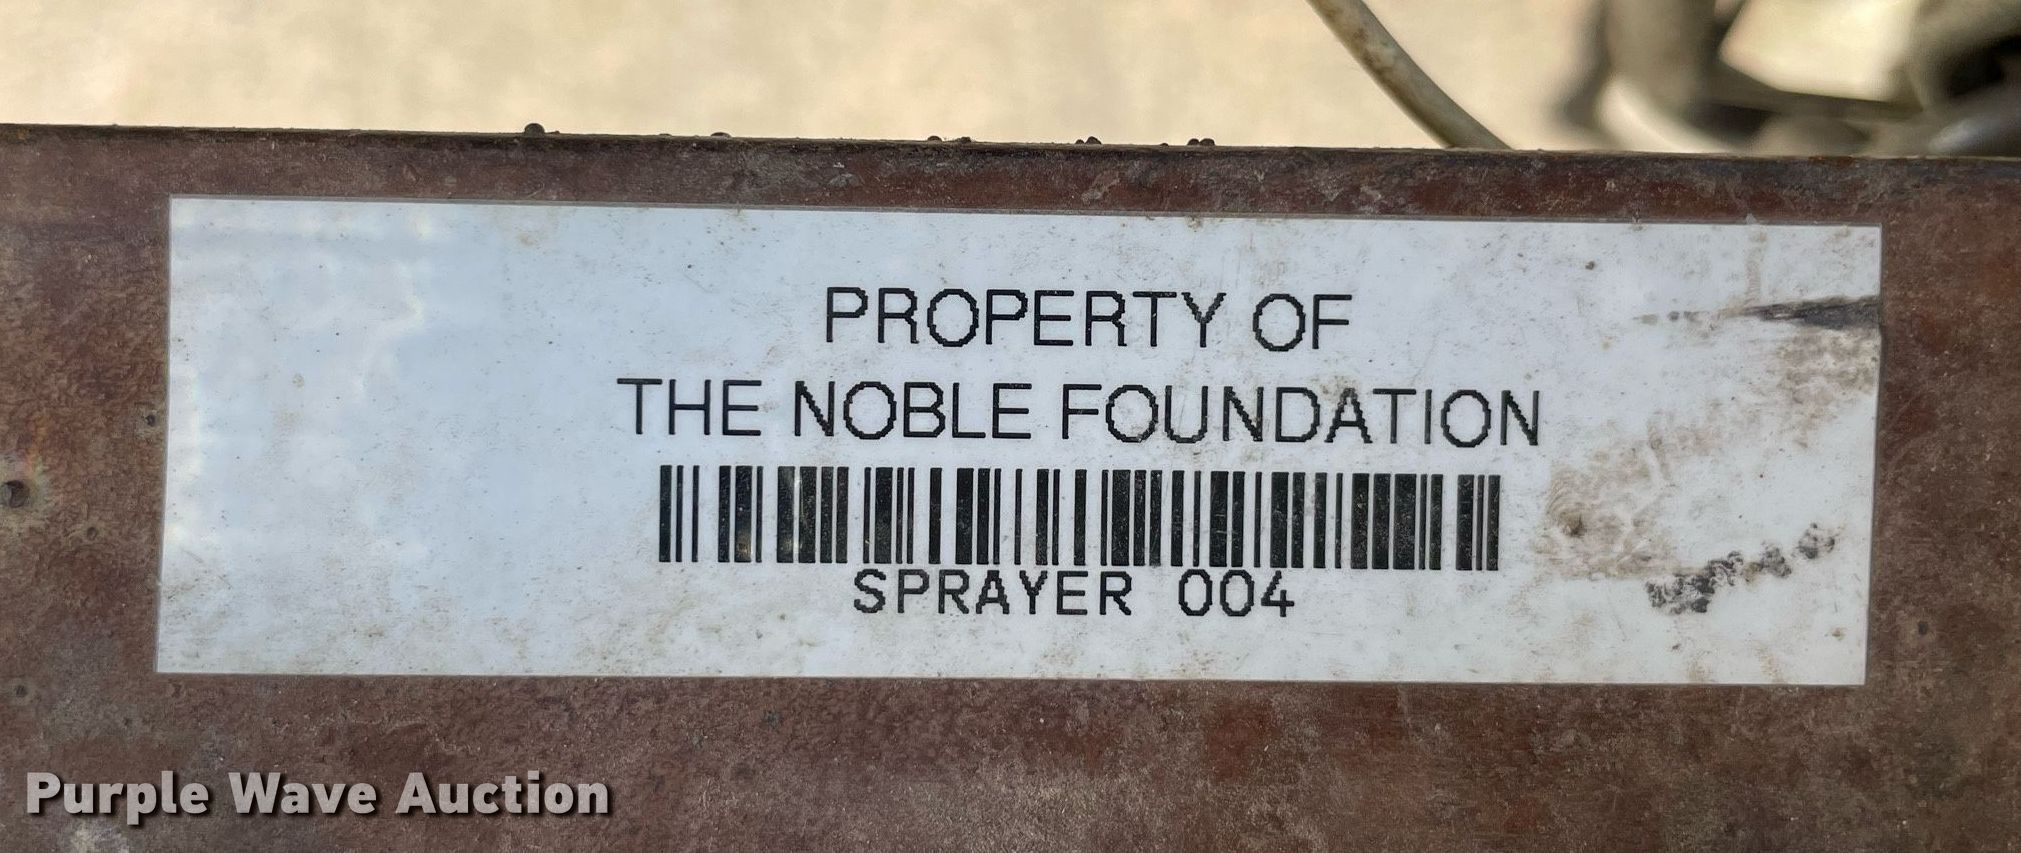 PROPERTY OF
THE NOBLE FOUNDATION
SPRAYER 004
Purple Wave Auction